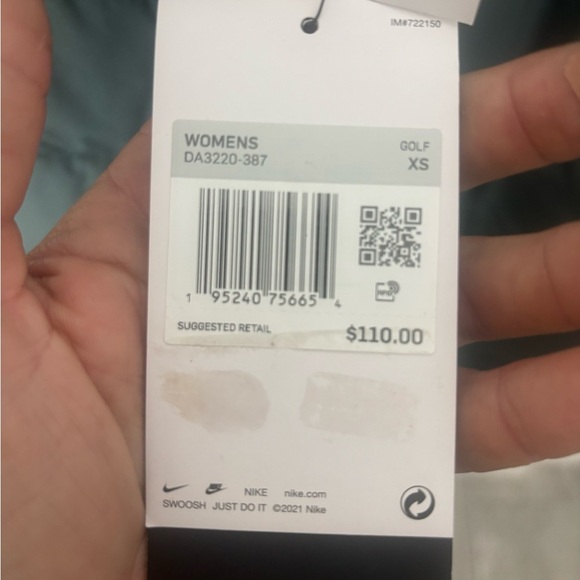 IM#722150
WOMENS GOLF
DA3220-387 XS
1 95240 75665 4
SUGGESTED RETAIL $110.00
NIKE nike.com
SWOOSH JUST DO IT ©2021 Nike